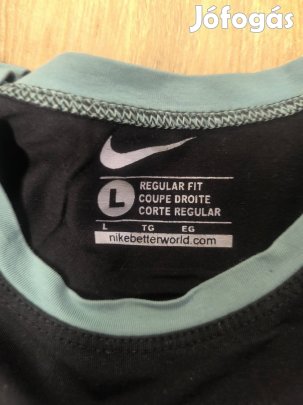 Jófogás
L
REGULAR FIT
COUPE DROITE
CORTE REGULAR
L TG EG
nikebetterworld.com